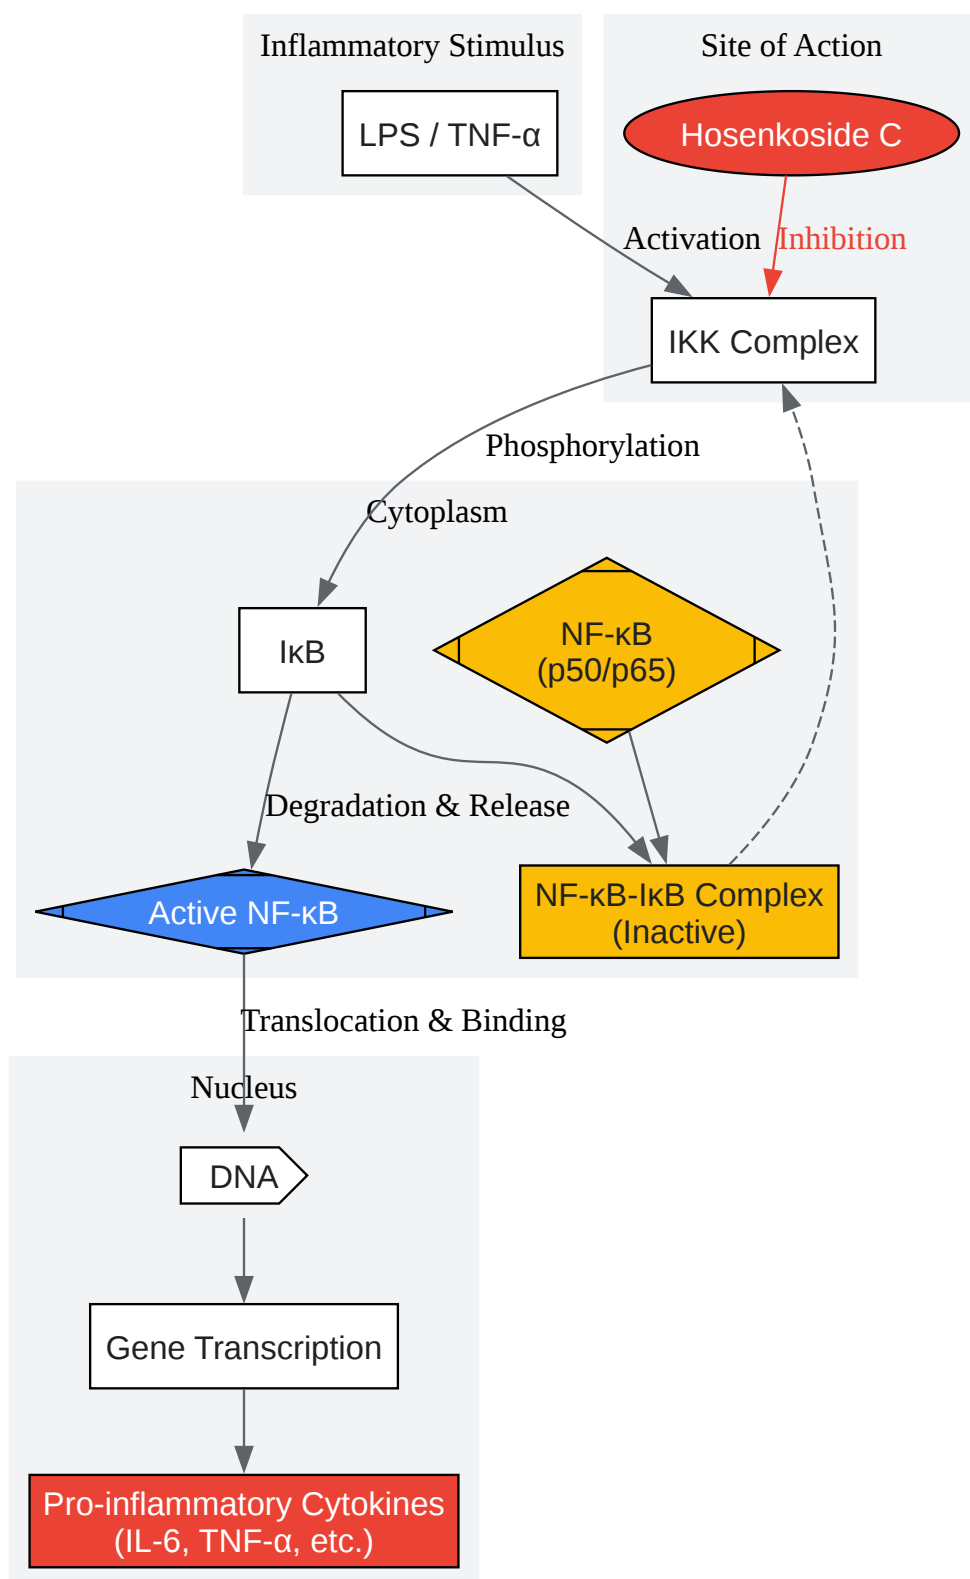 Inflammatory Stimulus
Site of Action
LPS / TNF-α
Hosenkoside C
Activation
Inhibition
IKK Complex
Phosphorylation
Cytoplasm
NF-κB
(p50/p65)
IκB
Degradation & Release
NF-κB-IκB Complex
(Inactive)
Active NF-κB
Translocation & Binding
Nucleus
DNA
Gene Transcription
Pro-inflammatory Cytokines
(IL-6, TNF-α, etc.)